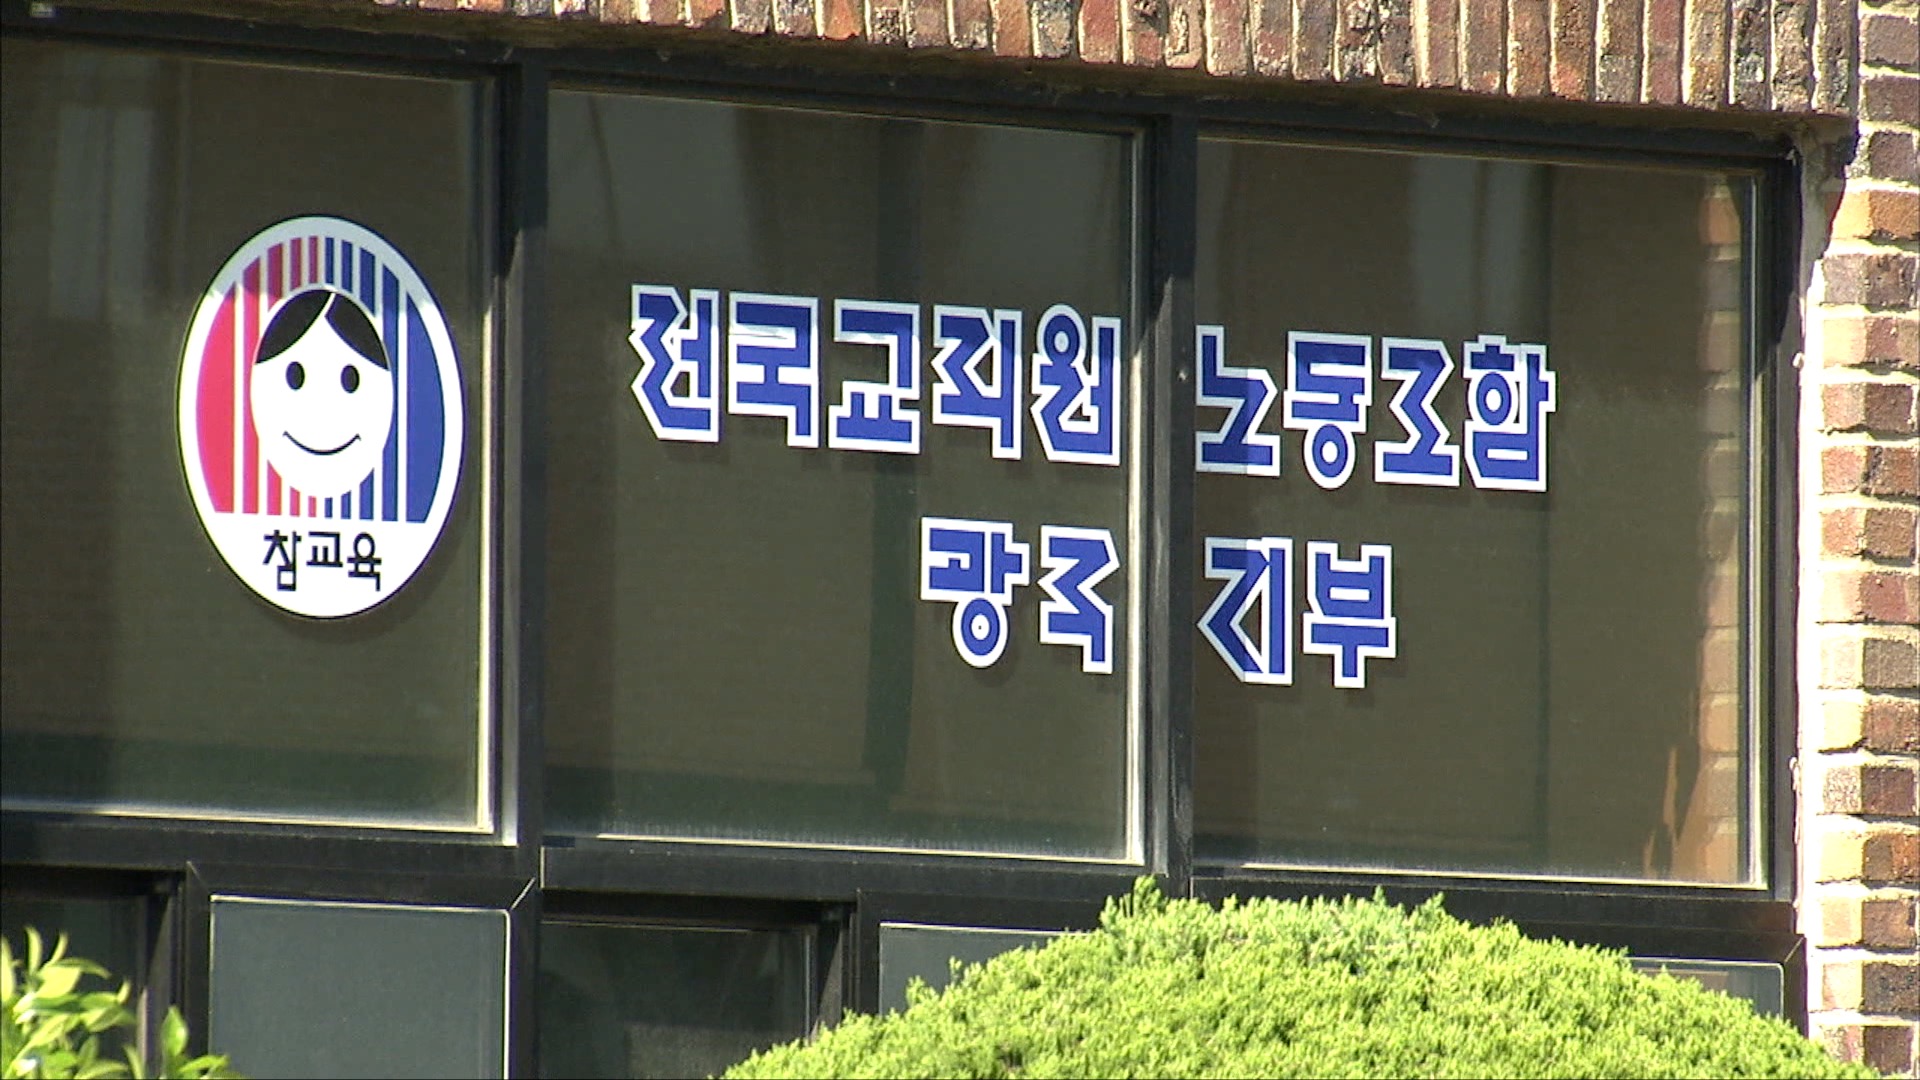 전국교직원 노동조합
광주 지부
참교육